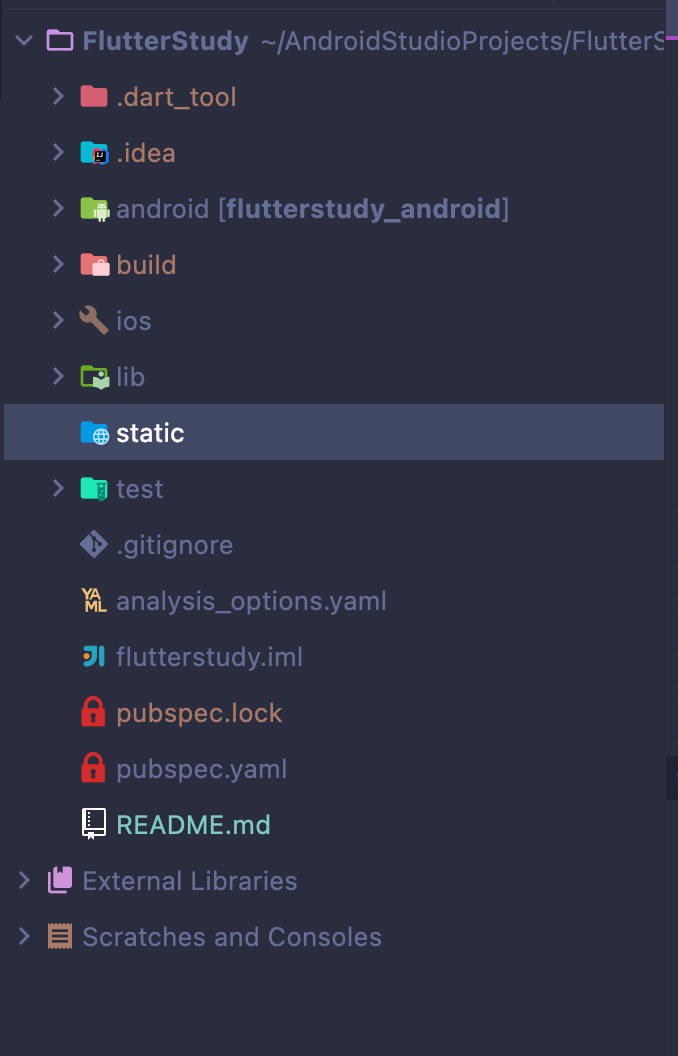 FlutterStudy ~/AndroidStudioProjects/FlutterS
.dart_tool
.idea
android [flutterstudy_android]
build
ios
lib
static
test
.gitignore
analysis_options.yaml
flutterstudy.iml
pubspec.lock
pubspec.yaml
README.md
External Libraries
Scratches and Consoles